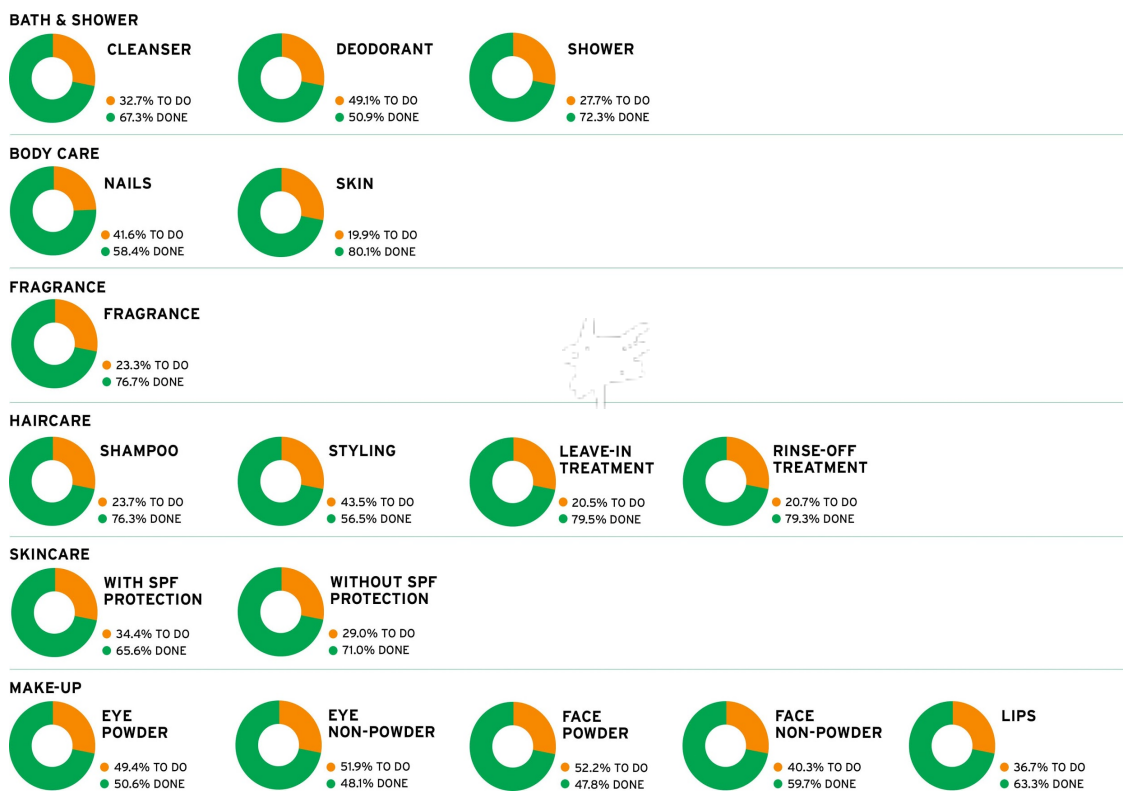 BATH & SHOWER
CLEANSER
32.7% TO DO
67.3% DONE
DEODORANT
49.1% TO DO
50.9% DONE
SHOWER
27.7% TO DO
72.3% DONE
BODY CARE
NAILS
41.6% TO DO
58.4% DONE
SKIN
19.9% TO DO
80.1% DONE
FRAGRANCE
FRAGRANCE
23.3% TO DO
76.7% DONE
HAIRCARE
SHAMPOO
23.7% TO DO
76.3% DONE
STYLING
43.5% TO DO
56.5% DONE
LEAVE-IN
TREATMENT
20.5% TO DO
79.5% DONE
RINSE-OFF
TREATMENT
20.7% TO DO
79.3% DONE
SKINCARE
WITH SPF
PROTECTION
34.4% TO DO
65.6% DONE
WITHOUT SPF
PROTECTION
29.0% TO DO
71.0% DONE
MAKE-UP
EYE
POWDER
49.4% TO DO
50.6% DONE
EYE
NON-POWDER
51.9% TO DO
48.1% DONE
FACE
POWDER
52.2% TO DO
47.8% DONE
FACE
NON-POWDER
40.3% TO DO
59.7% DONE
LIPS
36.7% TO DO
63.3% DONE